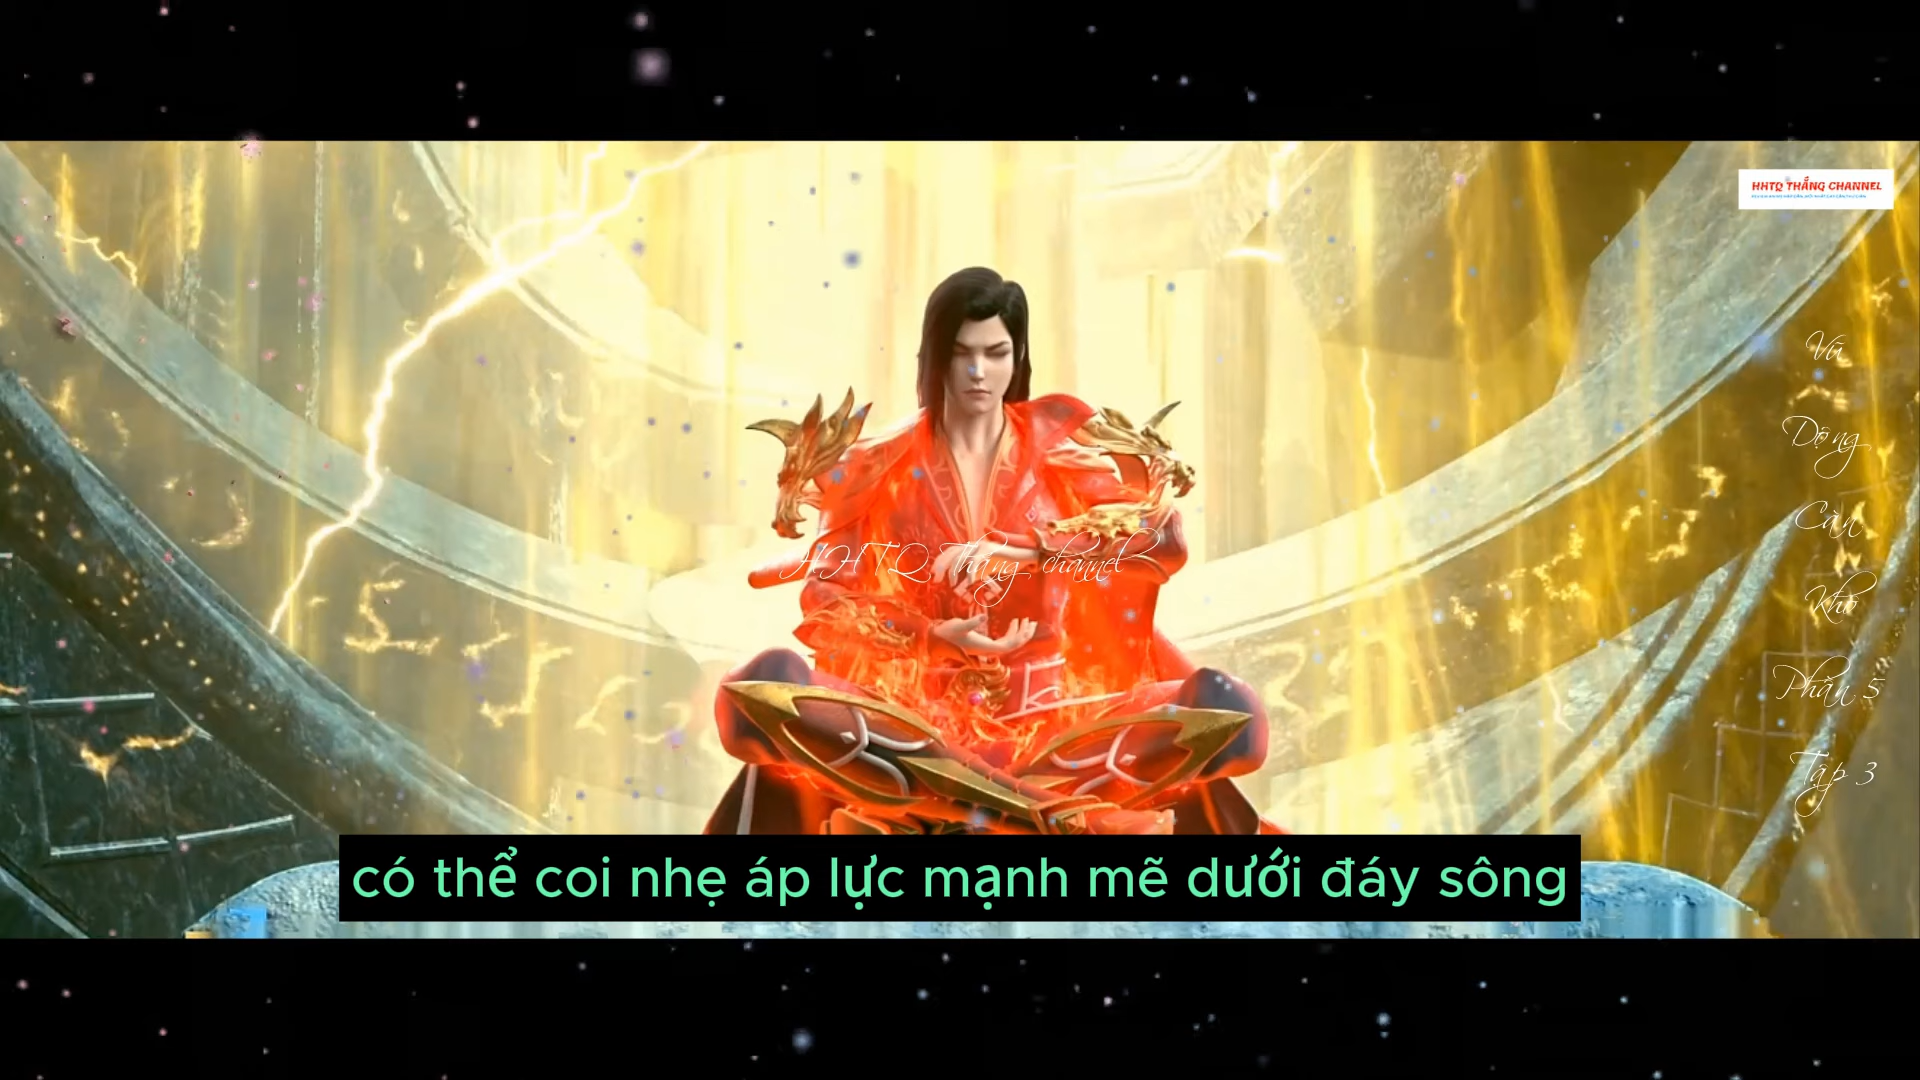 HHTQ THẮNG CHANNEL
Vũ
Động
Càn
Khô
Phần 5
Tập 3
HHTQ Thắng channel
có thể coi nhẹ áp lực mạnh mẽ dưới đáy sông